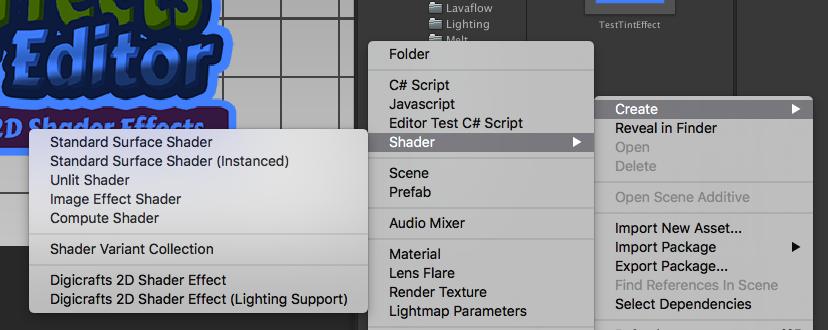 Editor
2D Shader Effects
Lavaflow
Lighting
Melt
TestTintEffect
Folder
C# Script
Javascript
Editor Test C# Script
Shader
Scene
Prefab
Audio Mixer
Material
Lens Flare
Render Texture
Lightmap Parameters
Create
Reveal in Finder
Open
Delete
Open Scene Additive
Import New Asset...
Import Package
Export Package...
Find References In Scene
Select Dependencies
Standard Surface Shader
Standard Surface Shader (Instanced)
Unlit Shader
Image Effect Shader
Compute Shader
Shader Variant Collection
Digicrafts 2D Shader Effect
Digicrafts 2D Shader Effect (Lighting Support)